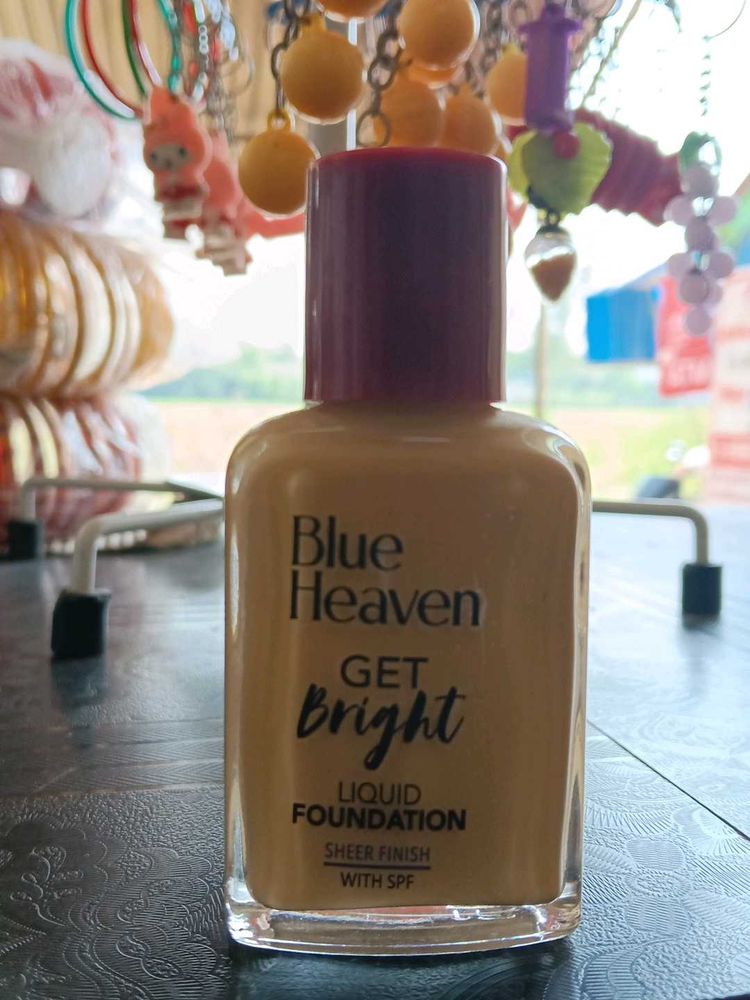 Blue
Heaven
GET
Bright
LIQUID
FOUNDATION
SHEER FINISH
WITH SPF